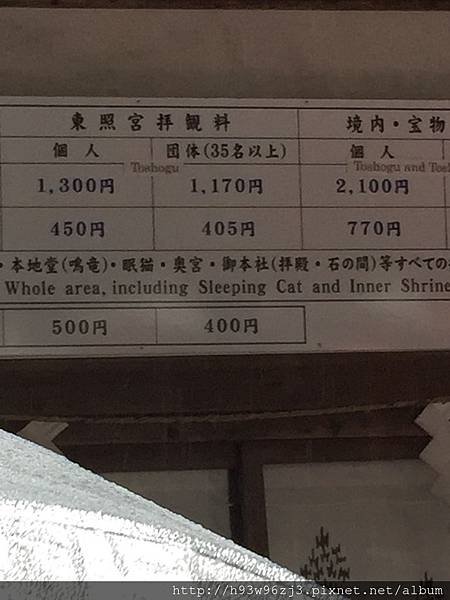 東照宮拝観料 境内・宝物
個人 団体(35名以上) 個人
Toshogu Toshogu and Tos
1,300円 1,170円 2,100円
450円 405円 770円
・本地堂(鳴竜)・眠猫・奥宮・御本社(拝殿・石の間)等すべての
Whole area, including Sleeping Cat and Inner Shrine
500円 400円
http://h93w96zj3.pixnet.net/album